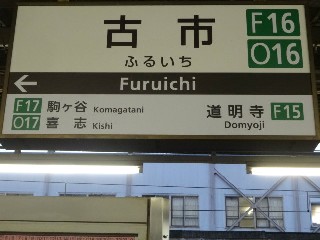 古市 F16
ふるいち O16
← Furuichi
F17 駒ヶ谷 Komagatani
O17 喜志 Kishi
道明寺 F15
Domyoji